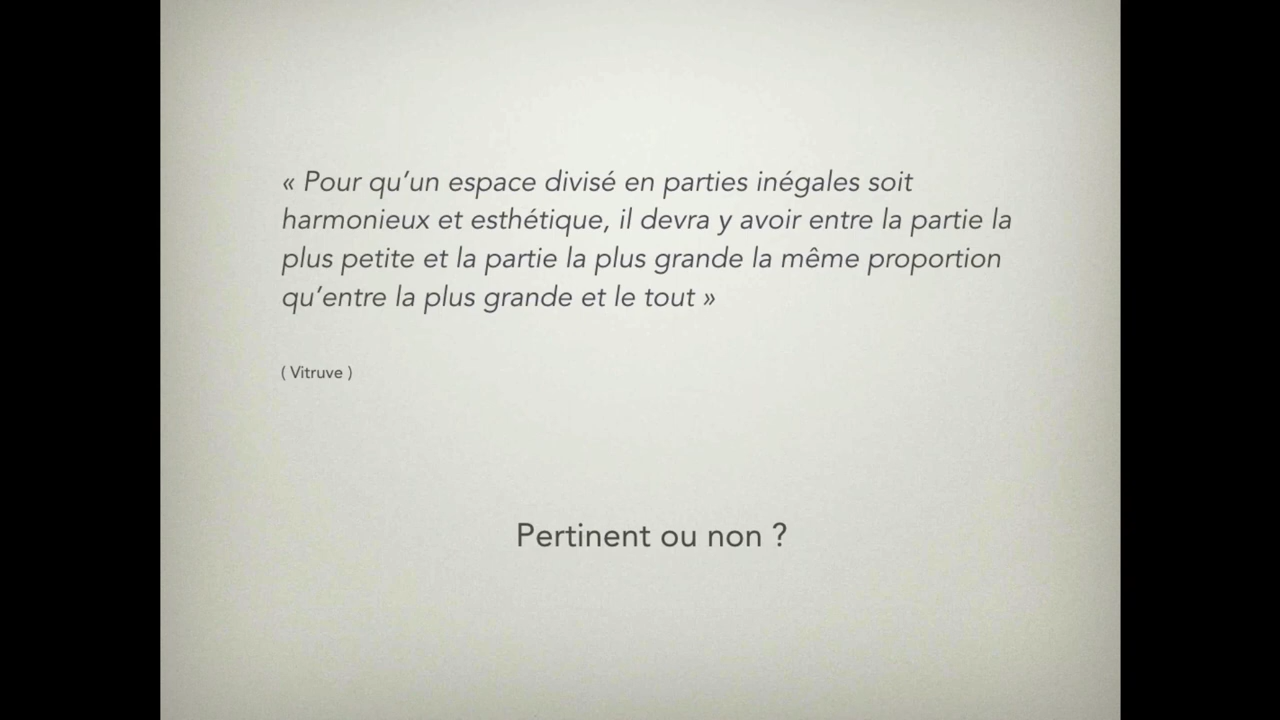 « Pour qu’un espace divisé en parties inégales soit
harmonieux et esthétique, il devra y avoir entre la partie la
plus petite et la partie la plus grande la même proportion
qu’entre la plus grande et le tout »
( Vitruve )
Pertinent ou non ?